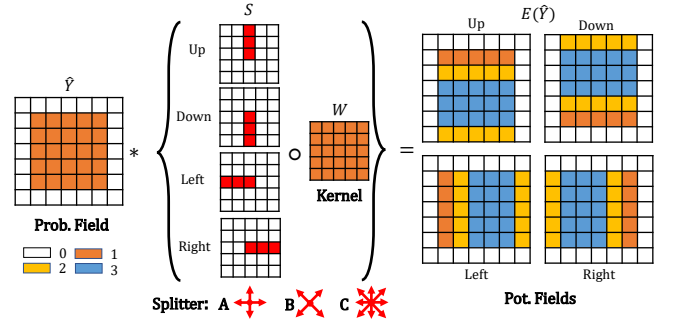 S
E(Ŷ)
Up
Down
Up
Ŷ
Down
W
*
∘
=
Left
Kernel
Prob. Field
Right
0 1
2 3
Left
Right
Splitter: A B C
Pot. Fields